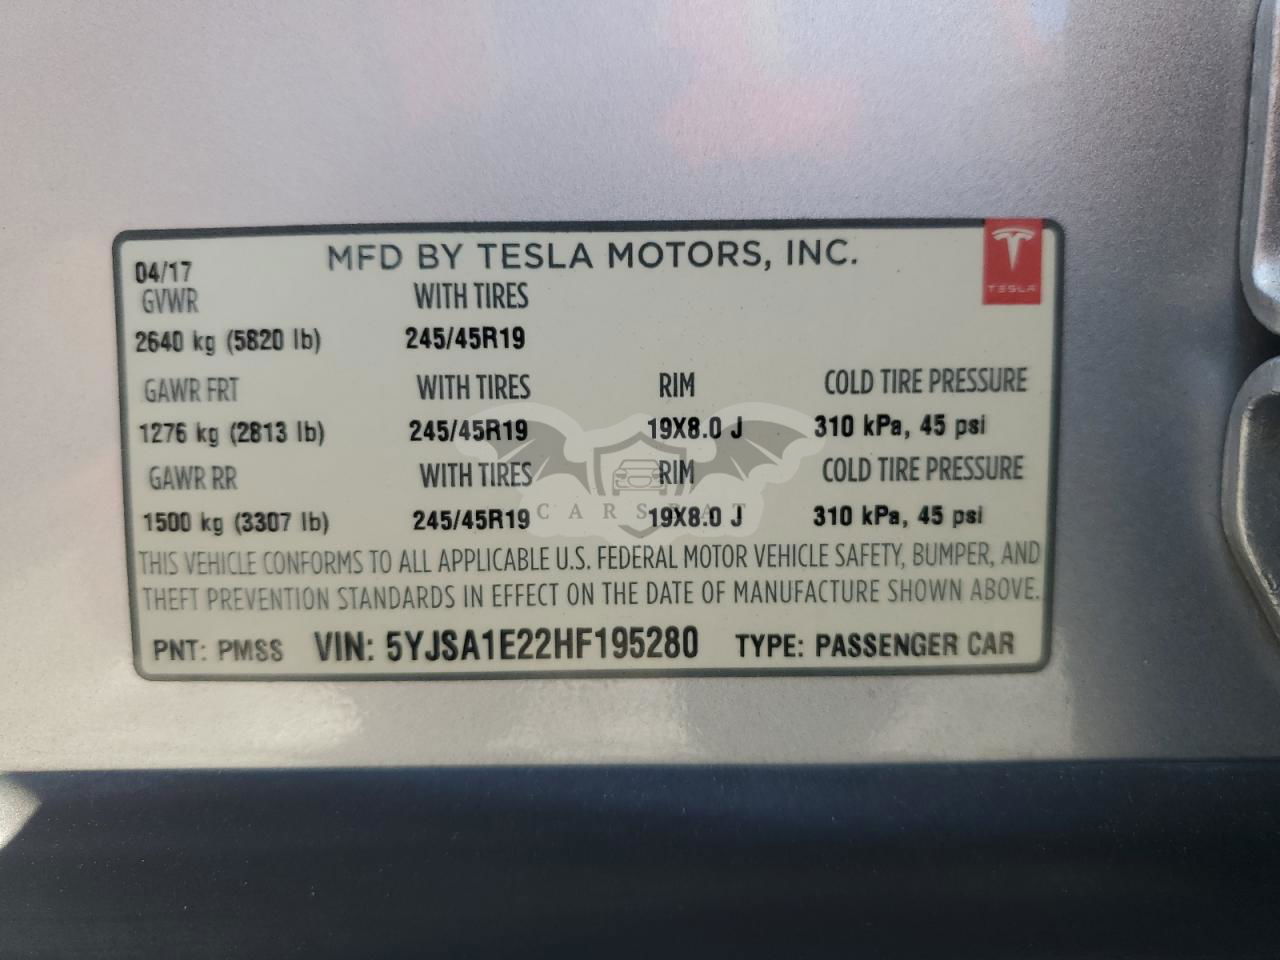 MFD BY TESLA MOTORS, INC.
TESLA
04/17
GVWR WITH TIRES
2640 kg (5820 lb) 245/45R19
GAWR FRT WITH TIRES RIM COLD TIRE PRESSURE
1276 kg (2813 lb) 245/45R19 19X8.0 J 310 kPa, 45 psi
GAWR RR WITH TIRES RIM COLD TIRE PRESSURE
1500 kg (3307 lb) 245/45R19 19X8.0 J 310 kPa, 45 psi
CARSBAT
THIS VEHICLE CONFORMS TO ALL APPLICABLE U.S. FEDERAL MOTOR VEHICLE SAFETY, BUMPER, AND
THEFT PREVENTION STANDARDS IN EFFECT ON THE DATE OF MANUFACTURE SHOWN ABOVE.
PNT: PMSS VIN: 5YJSA1E22HF195280 TYPE: PASSENGER CAR